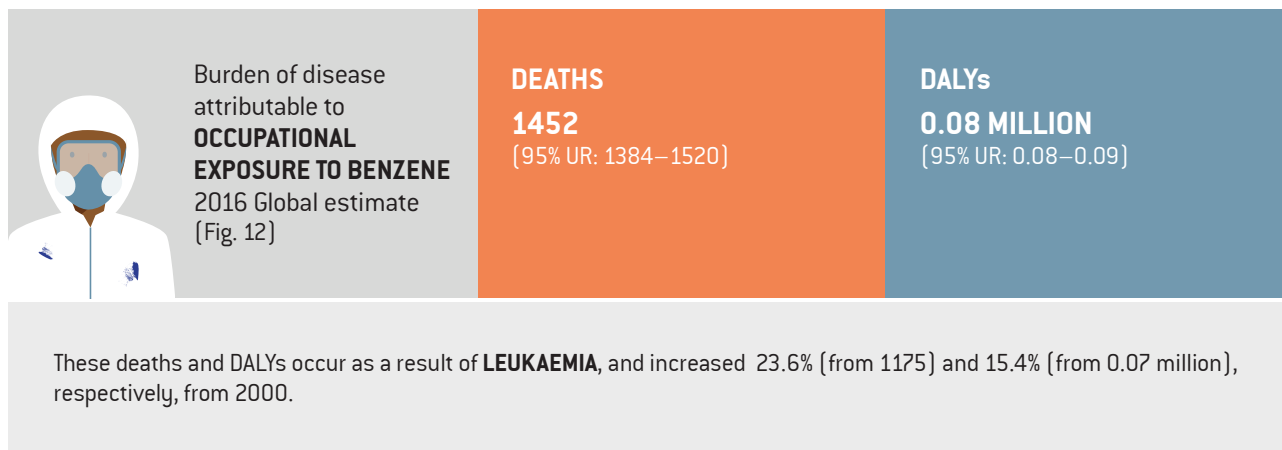 Burden of disease
attributable to
OCCUPATIONAL
EXPOSURE TO BENZENE
2016 Global estimate
(Fig. 12)
DEATHS
1452
(95% UR: 1384–1520)
DALYs
0.08 MILLION
(95% UR: 0.08–0.09)
These deaths and DALYs occur as a result of LEUKAEMIA, and increased 23.6% (from 1175) and 15.4% (from 0.07 million),
respectively, from 2000.